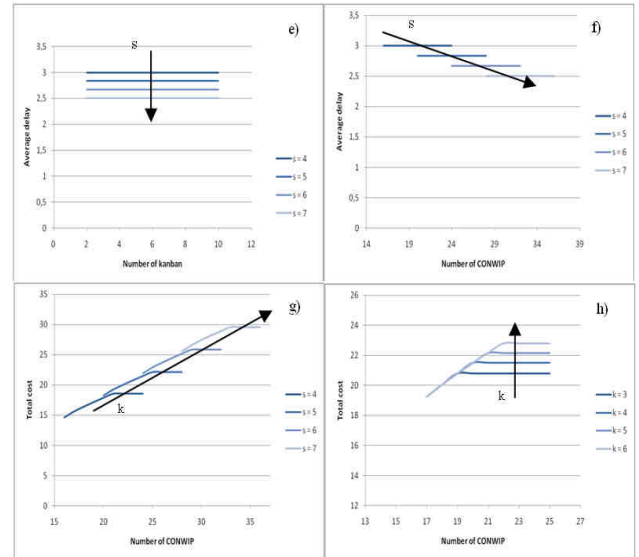 e)
s
3,5
3
2,5
2
1,5
1
0,5
0
0 2 4 6 8 10 12
Average delay
Number of kanban
s = 4
s = 5
s = 6
s = 7
f)
s
3,5
3
2,5
2
1,5
1
0,5
0
14 19 24 29 34 39
Average delay
Number of CONWIP
s = 4
s = 5
s = 6
s = 7
g)
k
35
30
25
20
15
10
5
0
16 20 25 30 35
Total cost
Number of CONWIP
s = 4
s = 5
s = 6
s = 7
h)
k
26
24
22
20
18
16
14
12
13 15 17 19 21 23 25 27
Total cost
Number of CONWIP
k = 3
k = 4
k = 5
k = 6